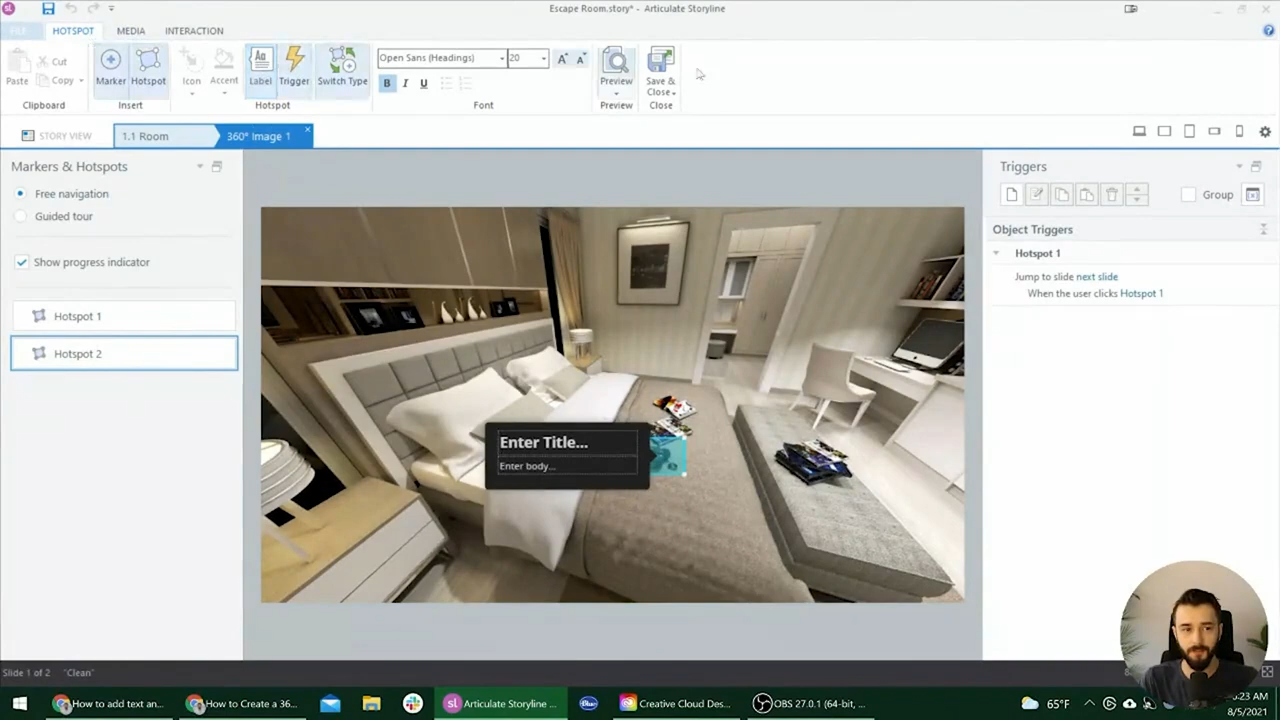 Escape Room.story* - Articulate Storyline
HOTSPOT
MEDIA
INTERACTION
Paste
Cut
Copy
Clipboard
Marker
Hotspot
Insert
Icon
Accent
Label
Trigger
Switch Type
Hotspot
Open Sans (Headings)
20
B I U
Font
Preview
Preview
Save &
Close
Close
STORY VIEW
1.1 Room
360° Image 1
Markers & Hotspots
Free navigation
Guided tour
Show progress indicator
Hotspot 1
Hotspot 2
Enter Title...
Enter body...
Triggers
Group
Object Triggers
Hotspot 1
Jump to slide next slide
When the user clicks Hotspot 1
Slide 1 of 2
"Clean"
How to add text an...
How to Create a 36...
Articulate Storyline ...
Blue
Creative Cloud Des...
OBS 27.0.1 (64-bit, ...
65°F
6:23 AM
8/5/2021